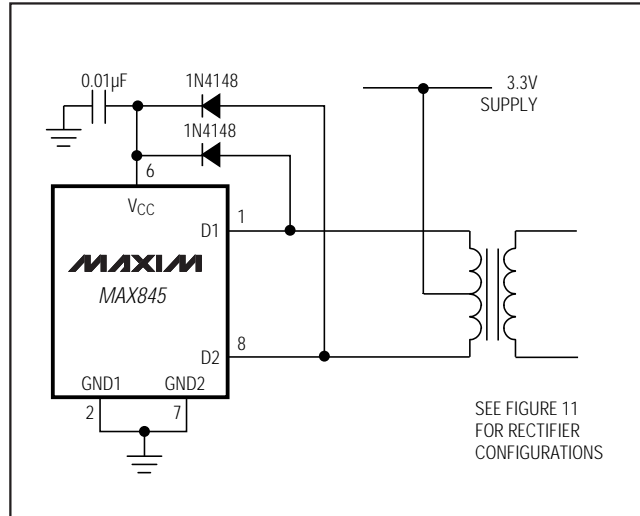 0.01µF
1N4148
3.3V
SUPPLY
1N4148
6
VCC
D1
1
MAXIM
MAX845
D2
8
GND1
GND2
2
7
SEE FIGURE 11
FOR RECTIFIER
CONFIGURATIONS